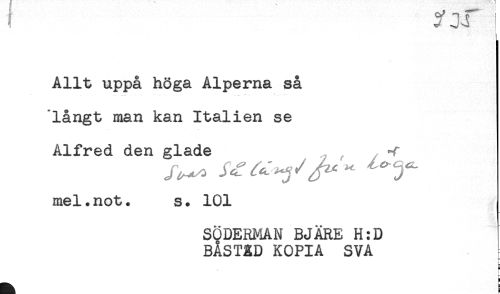 935
Allt uppå höga Alperna så
långt man kan Italien se
Alfred den glade
Svas så långt från höga
mel.not. s. 101
SÖDERMAN BJÄRE H:D
BÅSTAD KOPIA SVA